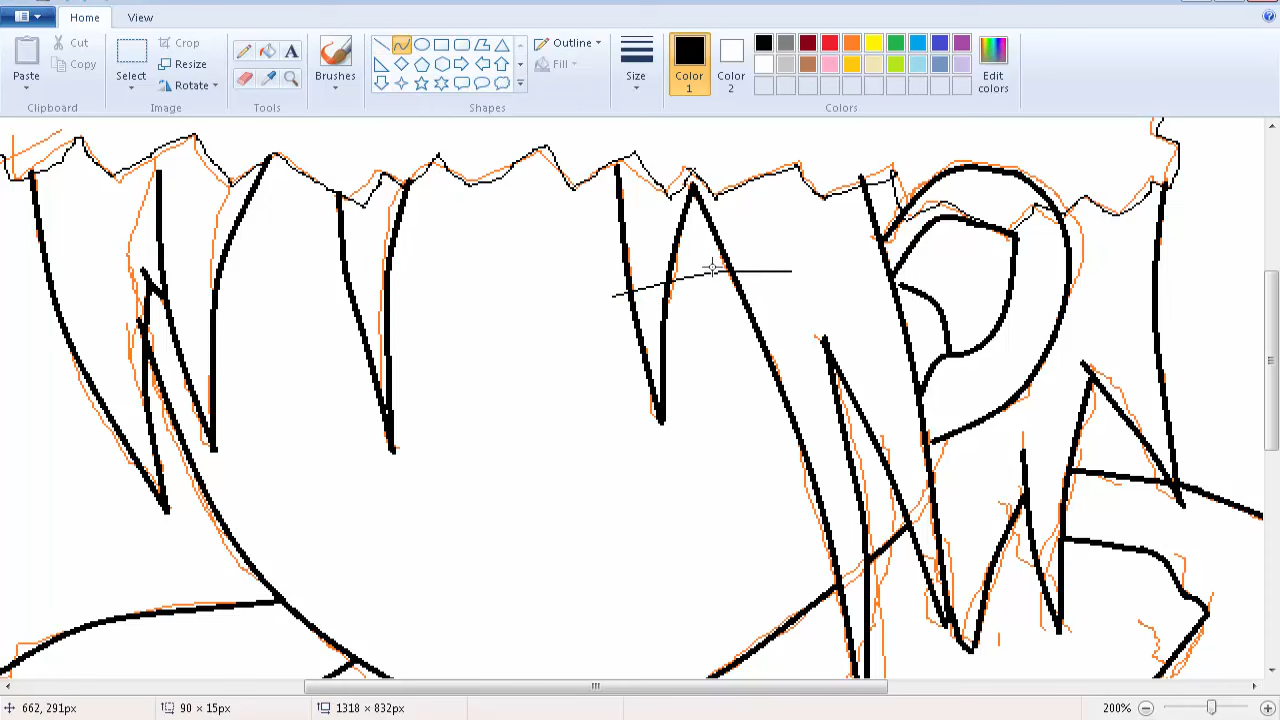 Home
View
Paste
Cut
Copy
Clipboard
Select
Crop
Resize
Rotate
Image
A
Tools
Brushes
Shapes
Outline
Fill
Size
Color
1
Color
2
Edit
colors
Colors
662, 291px
90 × 15px
1318 × 832px
200%